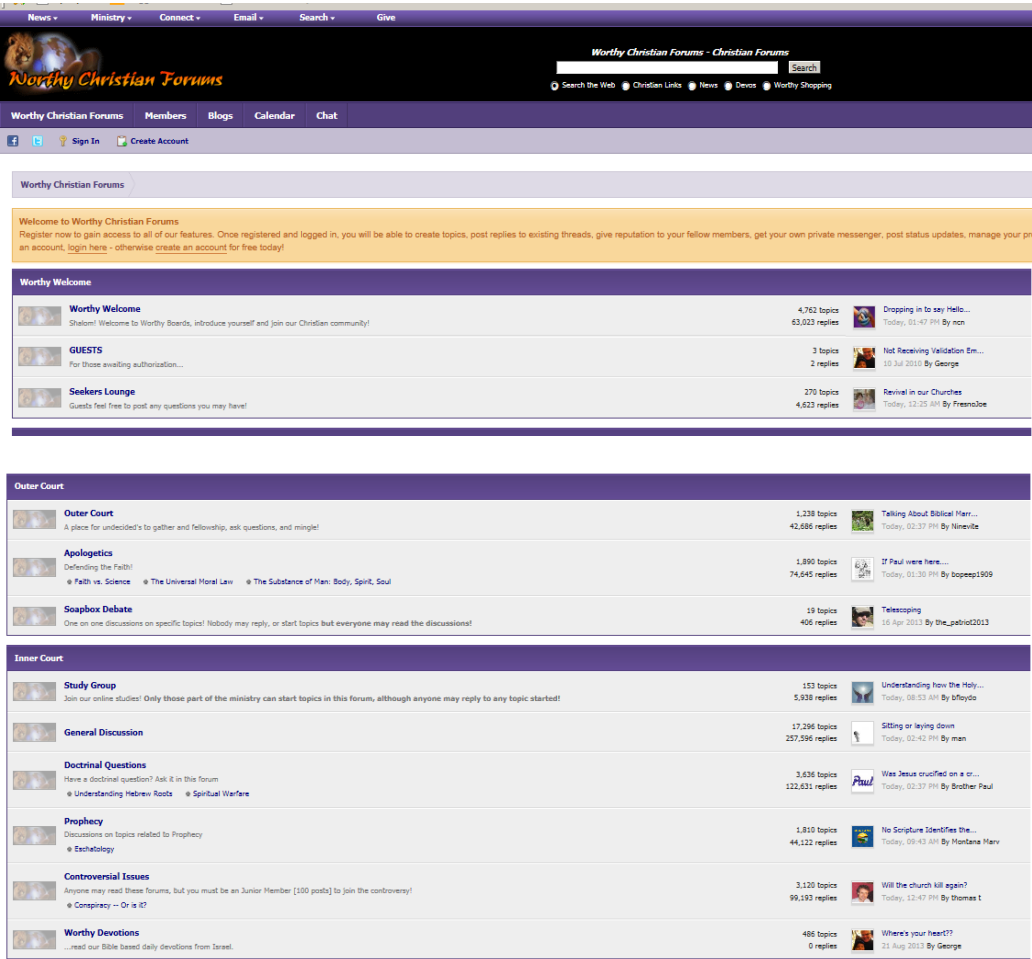 News Ministry Connect Email Search Give
Worthy Christian Forums
Worthy Christian Forums - Christian Forums
Search
Search the Web Christian Links News Devos Worthy Shopping
Worthy Christian Forums Members Blogs Calendar Chat
Sign In Create Account
Worthy Christian Forums
Welcome to Worthy Christian Forums
Register now to gain access to all of our features. Once registered and logged in, you will be able to create topics, post replies to existing threads, give reputation to your fellow members, get your own private messenger, post status updates, manage your pr
an account, login here - otherwise create an account for free today!
Worthy Welcome
Worthy Welcome 4,762 topics Dropping in to say Hello...
Shalom! Welcome to Worthy Boards, introduce yourself and join our Christian community! 63,023 replies Today, 01:47 PM By ncn
GUESTS 3 topics Not Receiving Validation Em...
For those awaiting authorization... 2 replies 10 Jul 2010 By George
Seekers Lounge 270 topics Revival in our Churches
Guests feel free to post any questions you may have! 4,623 replies Today, 12:25 AM By FresnoJoe
Outer Court
Outer Court 1,238 topics Talking About Biblical Marr...
A place for undecided's to gather and fellowship, ask questions, and mingle! 42,686 replies Today, 02:37 PM By Ninevite
Apologetics
Defending the Faith! 1,890 topics If Paul were here....
Faith vs. Science The Universal Moral Law The Substance of Man: Body, Spirit, Soul 74,645 replies Today, 01:30 PM By bopeep1909
Soapbox Debate 19 topics Telescoping
One on one discussions on specific topics! Nobody may reply, or start topics but everyone may read the discussions! 406 replies 16 Apr 2013 By the_patriot2013
Inner Court
Study Group 153 topics Understanding how the Holy...
Join our online studies! Only those part of the ministry can start topics in this forum, although anyone may reply to any topic started! 5,938 replies Today, 08:53 AM By bfloydo
General Discussion 17,296 topics Sitting or laying down
257,596 replies Today, 02:42 PM By man
Doctrinal Questions
Have a doctrinal question? Ask it in this forum 3,636 topics Was Jesus crucified on a cr...
Understanding Hebrew Roots Spiritual Warfare 122,631 replies Paul Today, 02:37 PM By Brother Paul
Prophecy
Discussions on topics related to Prophecy 1,810 topics No Scripture Identifies the...
Eschatology 44,122 replies Today, 09:43 AM By Montana Marv
Controversial Issues
Anyone may read these forums, but you must be an Junior Member [100 posts] to join the controversy! 3,120 topics Will the church kill again?
Conspiracy -- Or is it? 99,193 replies Today, 12:47 PM By thomas t
Worthy Devotions 486 topics Where's your heart??
...read our Bible based daily devotions from Israel. 0 replies 21 Aug 2013 By George